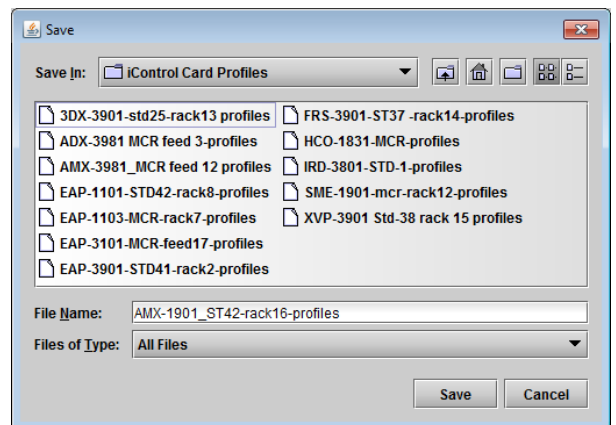 Save
Save In: iControl Card Profiles
3DX-3901-std25-rack13 profiles
ADX-3981 MCR feed 3-profiles
AMX-3981_MCR feed 12 profiles
EAP-1101-STD42-rack8-profiles
EAP-1103-MCR-rack7-profiles
EAP-3101-MCR-feed17-profiles
EAP-3901-STD41-rack2-profiles
FRS-3901-ST37 -rack14-profiles
HCO-1831-MCR-profiles
IRD-3801-STD-1-profiles
SME-1901-mcr-rack12-profiles
XVP-3901 Std-38 rack 15 profiles
File Name: AMX-1901_ST42-rack16-profiles
Files of Type: All Files
Save Cancel